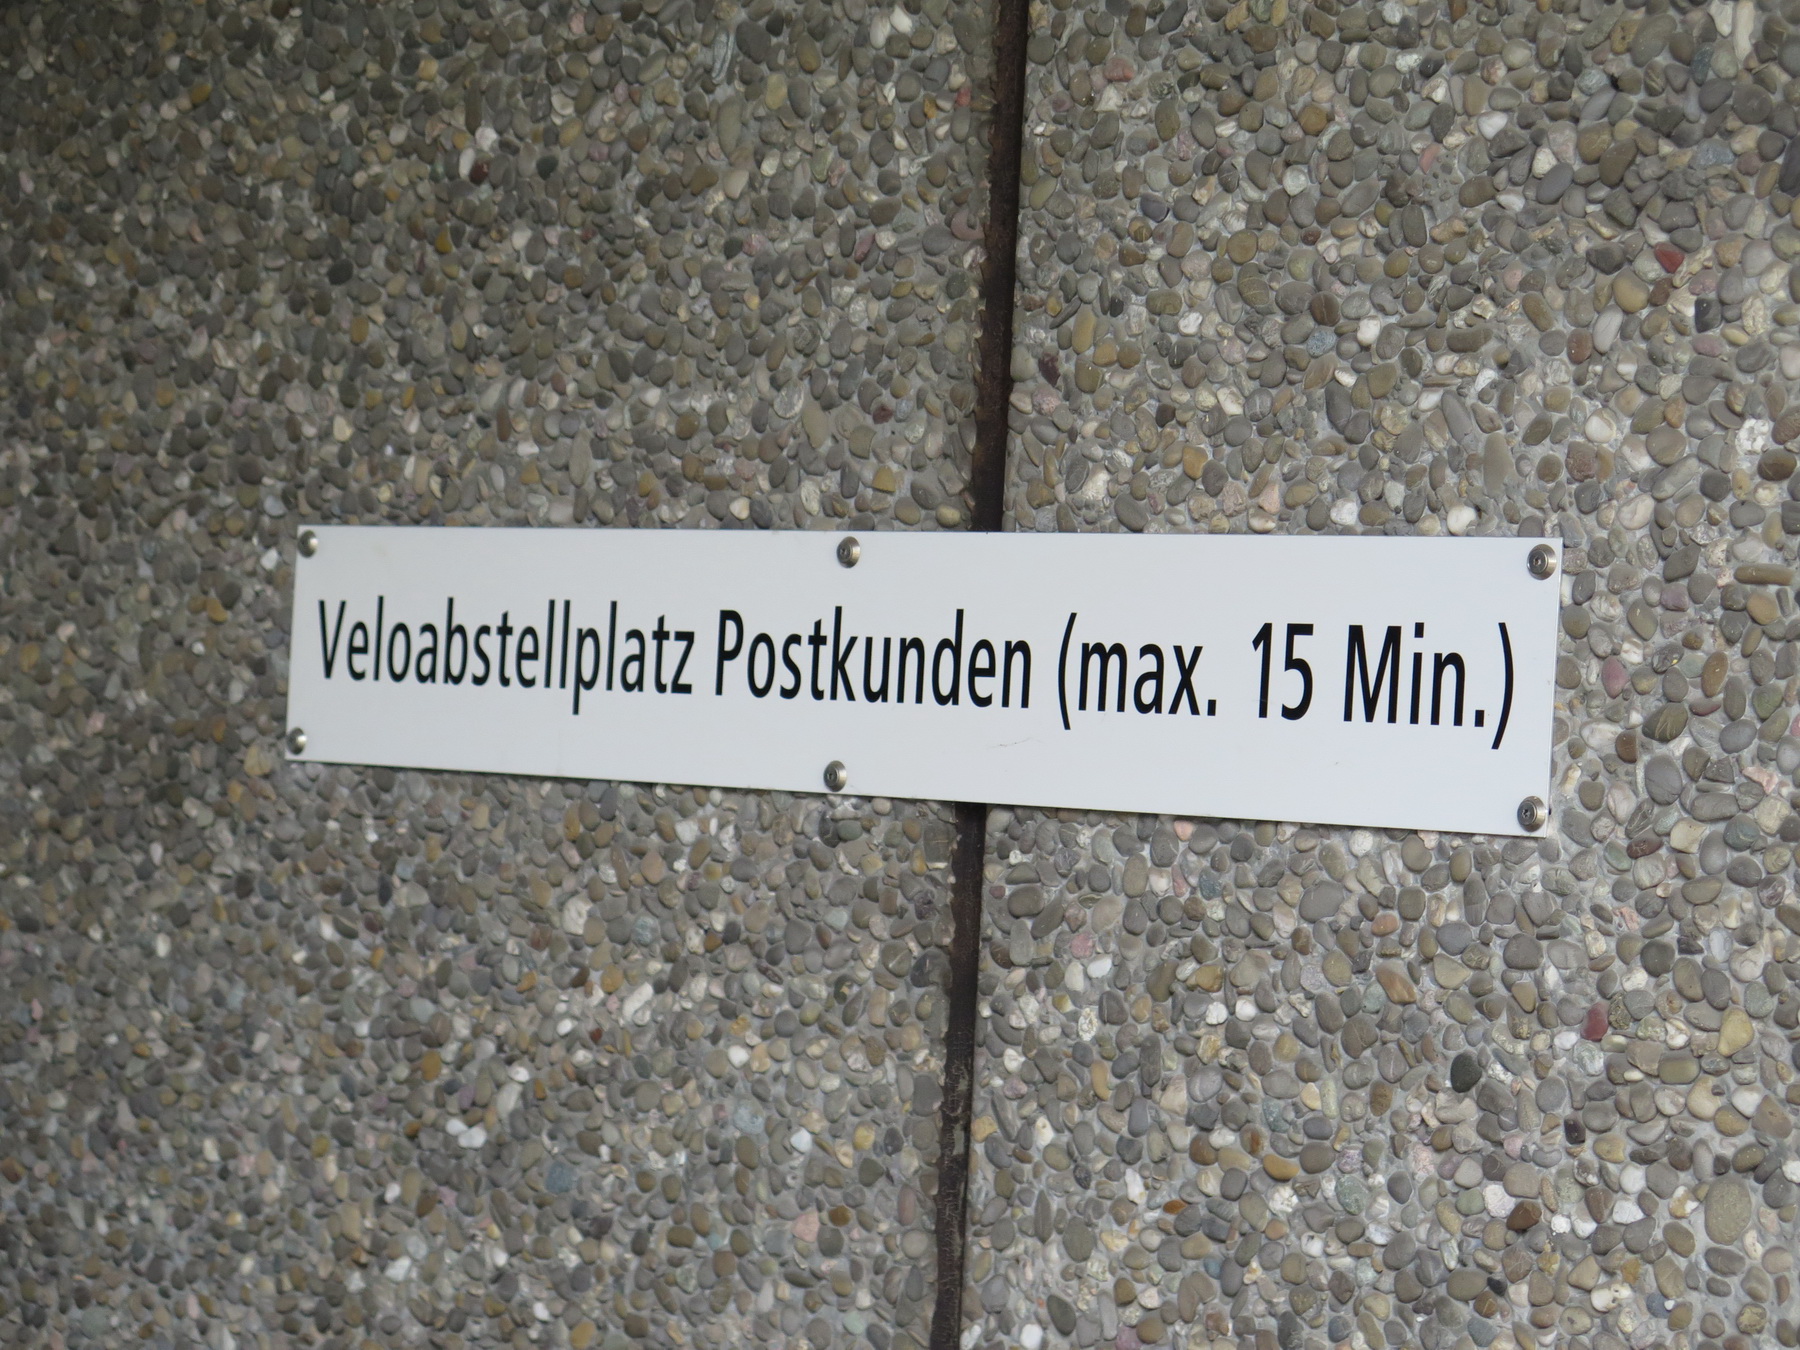 Veloabstellplatz Postkunden (max. 15 Min.)